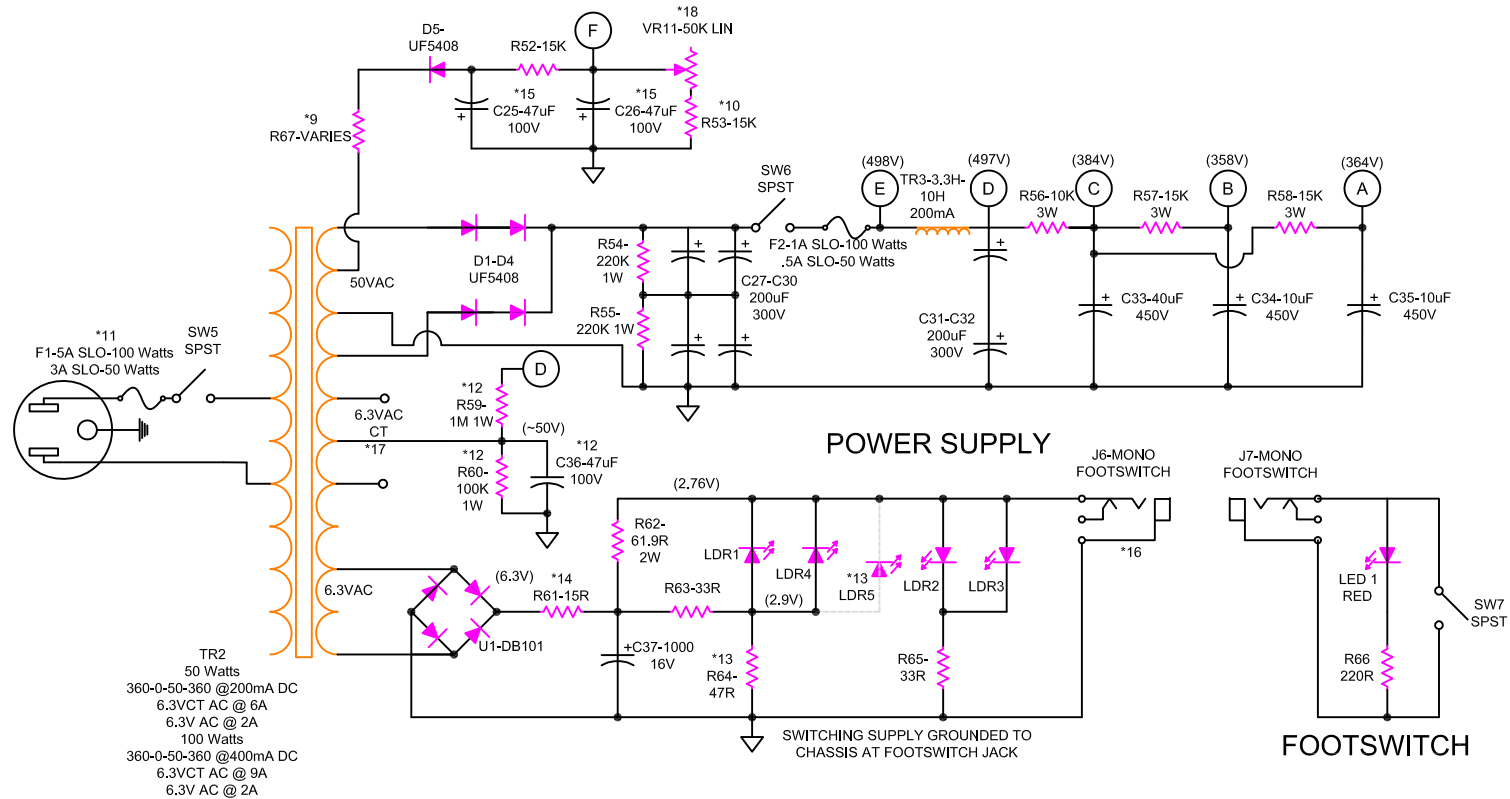 *18
VR11-50K LIN
D5-
UF5408
R52-15K
F
*15
C25-47uF
100V
+
*15
C26-47uF
100V
+
*10
R53-15K
*9
R67-VARIES
SW6
SPST
(498V)
E
TR3-3.3H-
10H
200mA
(497V)
D
(384V)
C
R56-10K
3W
(358V)
B
R57-15K
3W
(364V)
A
R58-15K
3W
50VAC
D1-D4
UF5408
R54-
220K
1W
R55-
220K 1W
+
+
+
+
C27-C30
200uF
300V
F2-1A SLO-100 Watts
.5A SLO-50 Watts
+
+
C31-C32
200uF
300V
+
C33-40uF
450V
+
C34-10uF
450V
+
C35-10uF
450V
*11
F1-5A SLO-100 Watts
3A SLO-50 Watts
SW5
SPST
6.3VAC
CT
*17
D
*12
R59-
1M 1W
(~50V)
*12
R60-
100K
1W
*12
C36-47uF
100V
POWER SUPPLY
J6-MONO
FOOTSWITCH
J7-MONO
FOOTSWITCH
(2.76V)
R62-
61.9R
2W
LDR1
LDR4
*13
LDR5
LDR2
LDR3
*16
LED 1
RED
SW7
SPST
6.3VAC
(6.3V)
*14
R61-15R
R63-33R
(2.9V)
U1-DB101
+C37-1000
16V
*13
R64-
47R
R65-
33R
R66
220R
TR2
50 Watts
360-0-50-360 @200mA DC
6.3VCT AC @ 6A
6.3V AC @ 2A
100 Watts
360-0-50-360 @400mA DC
6.3VCT AC @ 9A
6.3V AC @ 2A
SWITCHING SUPPLY GROUNDED TO
CHASSIS AT FOOTSWITCH JACK
FOOTSWITCH